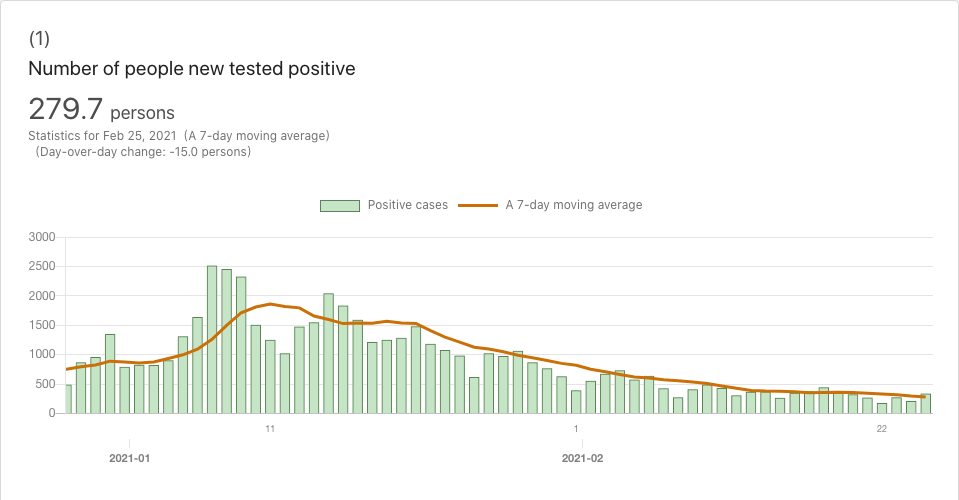 (1)
Number of people new tested positive
279.7 persons
Statistics for Feb 25, 2021 (A 7-day moving average)
(Day-over-day change: -15.0 persons)
Positive cases A 7-day moving average
3000
2500
2000
1500
1000
500
0
11 1 22
2021-01 2021-02